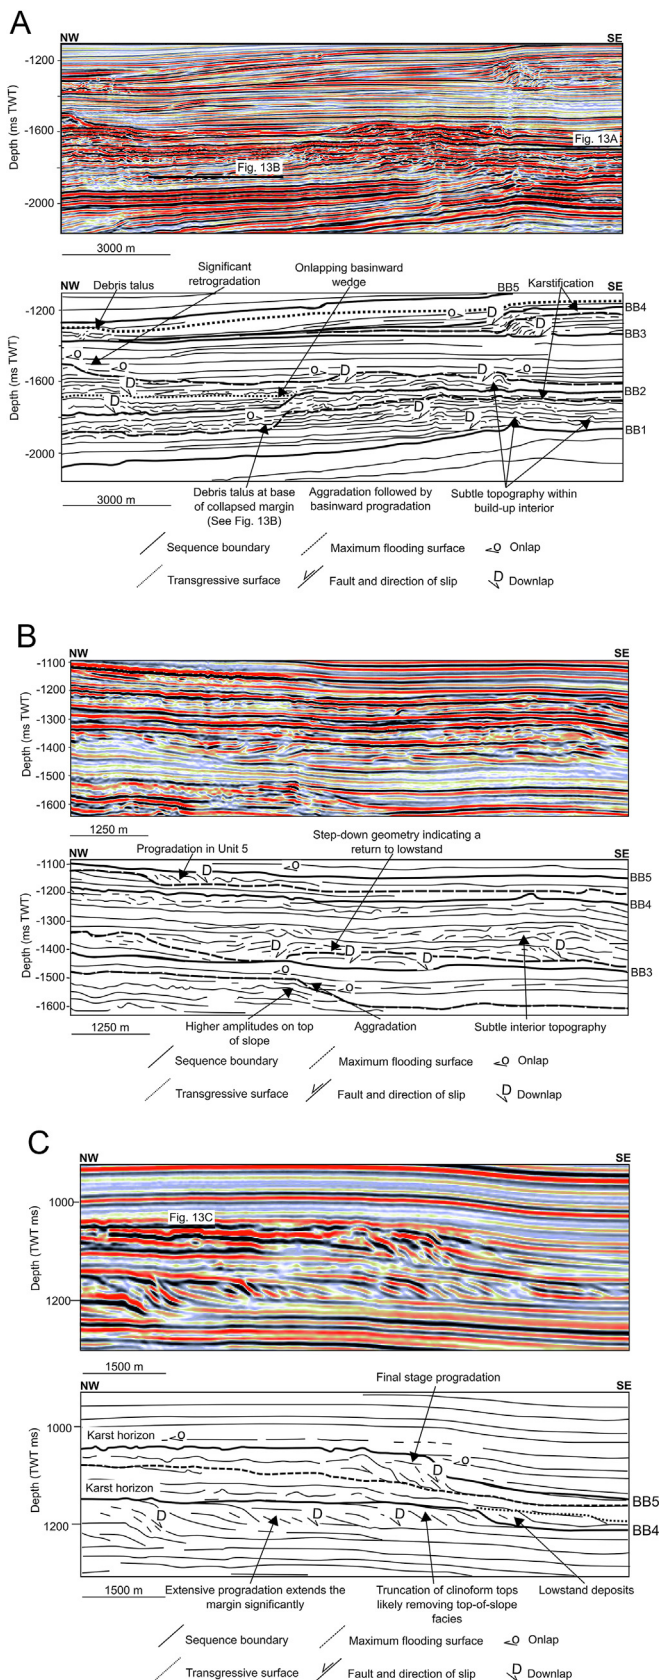 A
NW SE
-1200
-1600
-2000
Depth (ms TWT)
Fig. 13A
Fig. 13B
3000 m
Significant
retrogradation
Onlapping basinward
wedge
NW Debris talus BB5 Karstification SE
-1200
-1600
-2000
Depth (ms TWT)
O D BB4
D BB3
O O
D O D D O
D BB2
D D
O D D BB1
3000 m
Debris talus at base
of collapsed margin
(See Fig. 13B)
Aggradation followed by
basinward progradation
Subtle topography within
build-up interior
Sequence boundary Maximum flooding surface O Onlap
Transgressive surface Fault and direction of slip D Downlap
B
NW SE
-1100
-1200
-1300
-1400
-1500
-1600
Depth (ms TWT)
1250 m
Step-down geometry indicating a
return to lowstand
Progradation in Unit 5
NW SE
-1100
-1200
-1300
-1400
-1500
-1600
Depth (ms TWT)
D O BB5
BB4
D D D D
O BB3
O
1250 m
Higher amplitudes on top
of slope
Aggradation
Subtle interior topography
Sequence boundary Maximum flooding surface O Onlap
Transgressive surface Fault and direction of slip D Downlap
C
NW SE
1000
1200
Depth (TWT ms)
Fig. 13C
1500 m
Final stage progradation
NW SE
1000
1200
Depth (TWT ms)
Karst horizon O
O
D
Karst horizon
BB5
D D D
BB4
1500 m
Extensive progradation extends the
margin significantly
Truncation of clinoform tops
likely removing top-of-slope
facies
Lowstand deposits
Sequence boundary Maximum flooding surface O Onlap
Transgressive surface Fault and direction of slip D Downlap